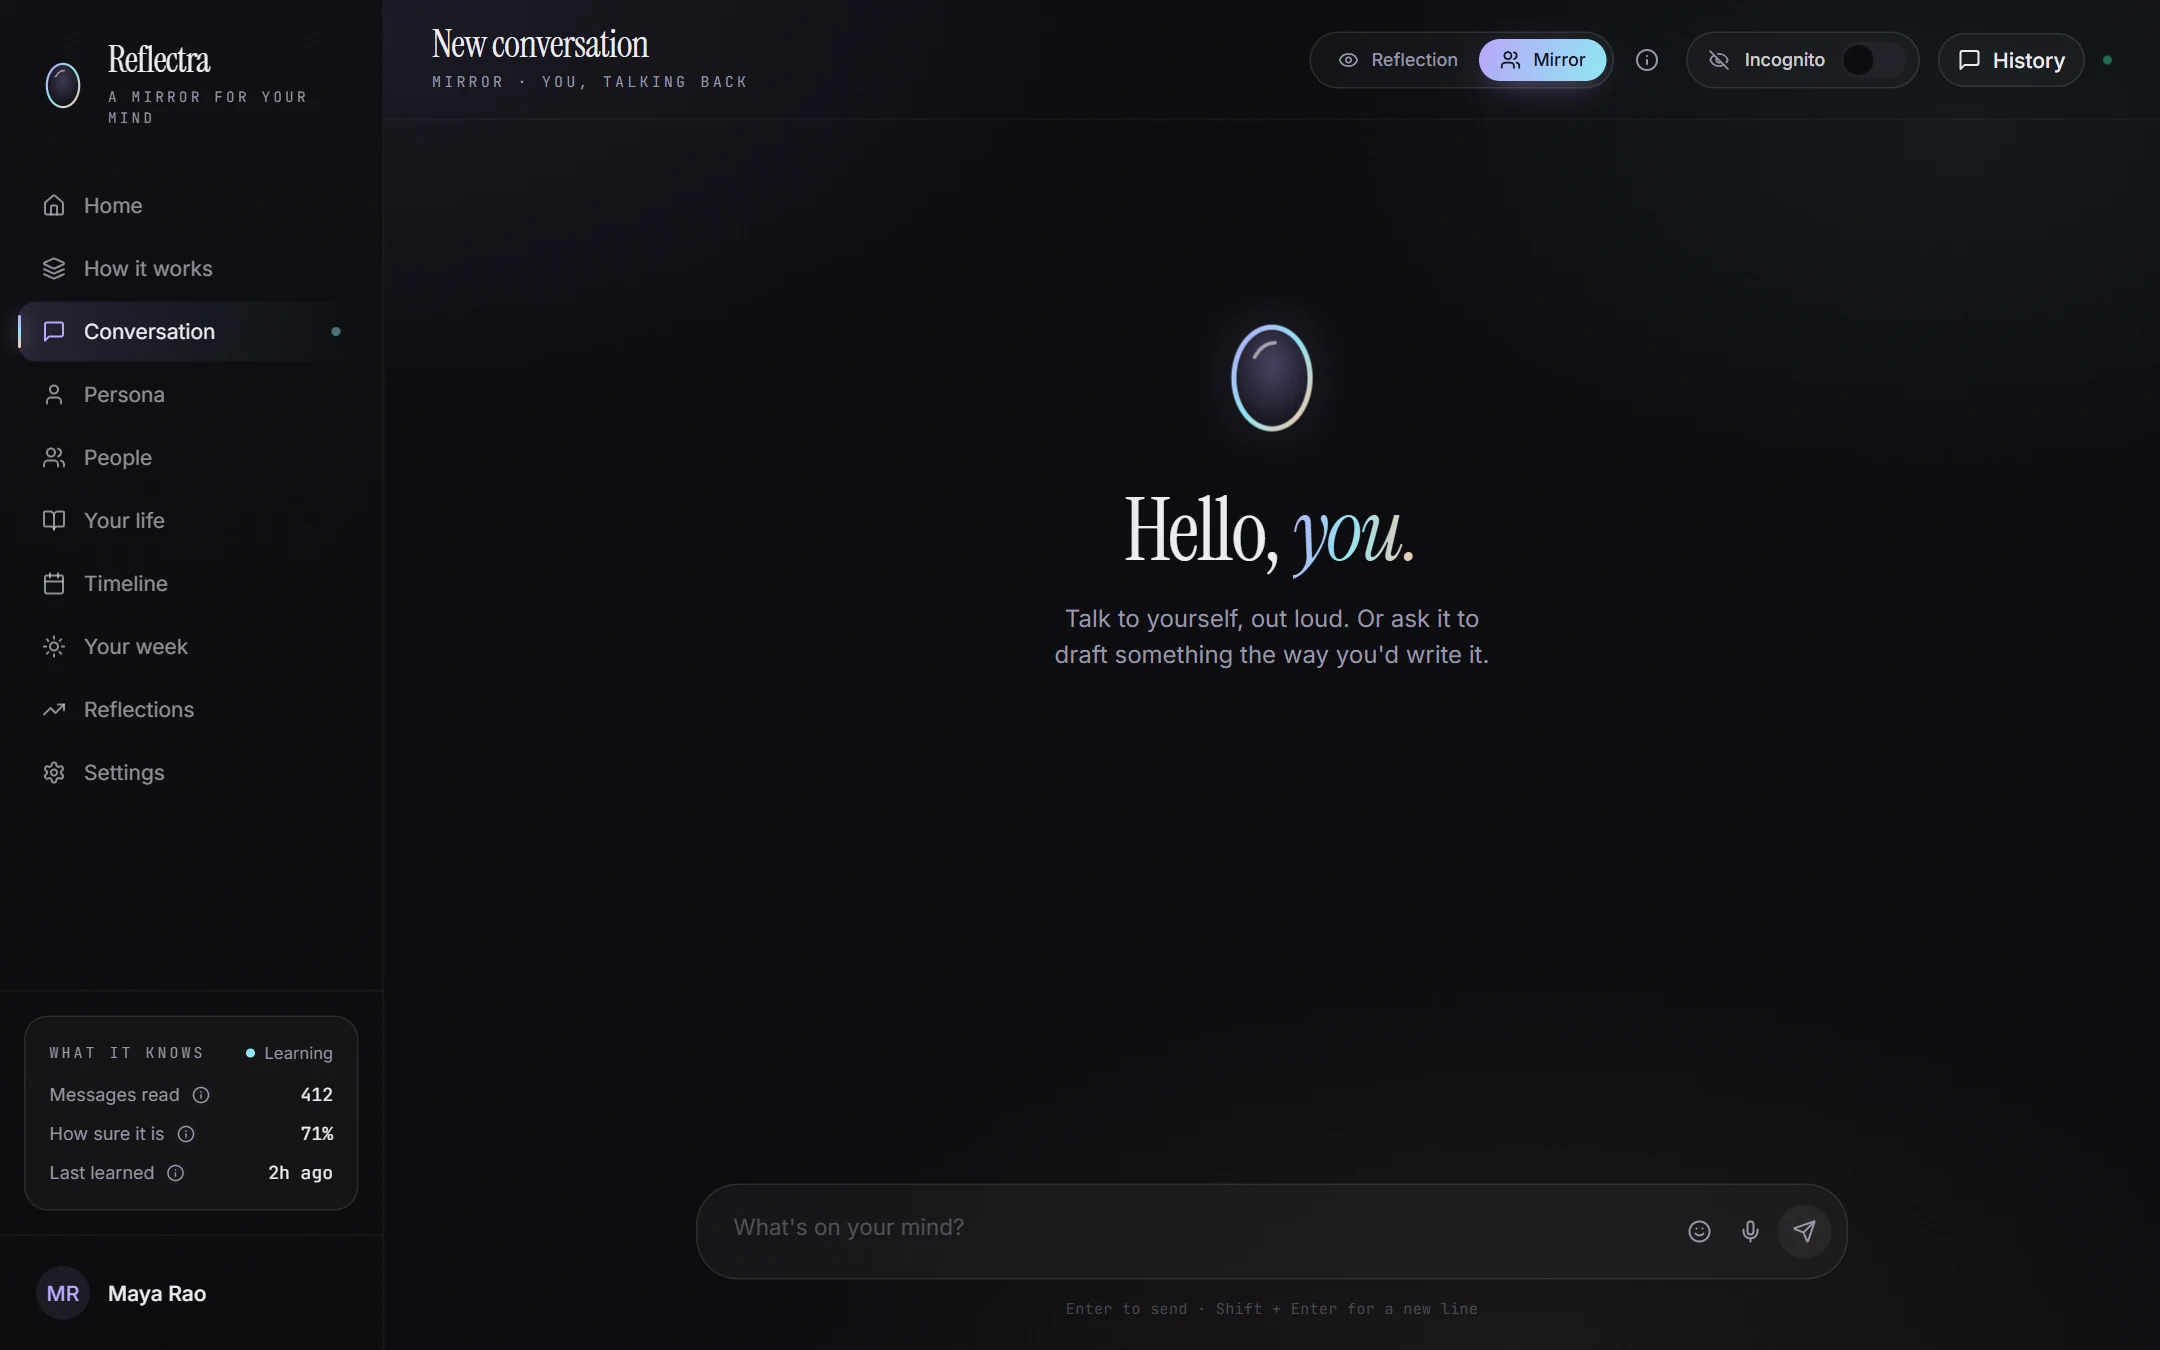 Reflectra
A MIRROR FOR YOUR
MIND
Home
How it works
Conversation
Persona
People
Your life
Timeline
Your week
Reflections
Settings
WHAT IT KNOWS
Learning
Messages read
412
How sure it is
71%
Last learned
2h ago
MR
Maya Rao
New conversation
MIRROR · YOU, TALKING BACK
Reflection
Mirror
Incognito
History
Hello, you.
Talk to yourself, out loud. Or ask it to
draft something the way you'd write it.
What's on your mind?
Enter to send · Shift + Enter for a new line